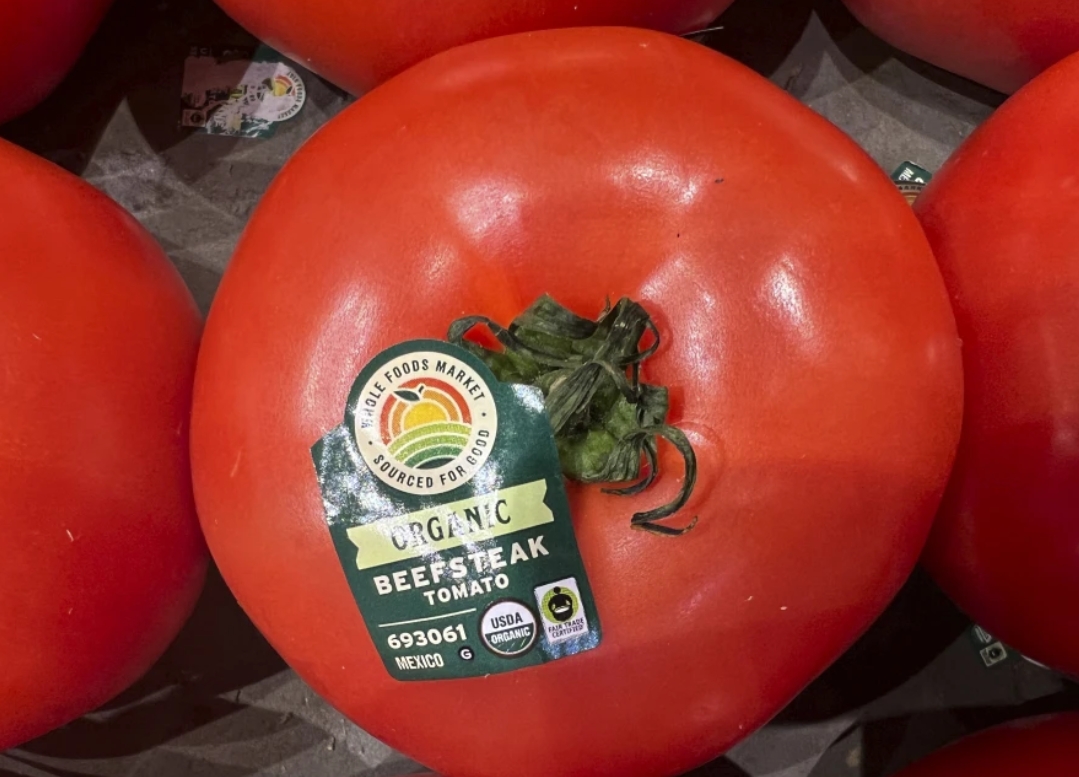 WHOLE FOODS MARKET
SOURCED FOR GOOD
ORGANIC
BEEFSTEAK
TOMATO
693061
MEXICO G
USDA
ORGANIC
FAIR TRADE
CERTIFIED